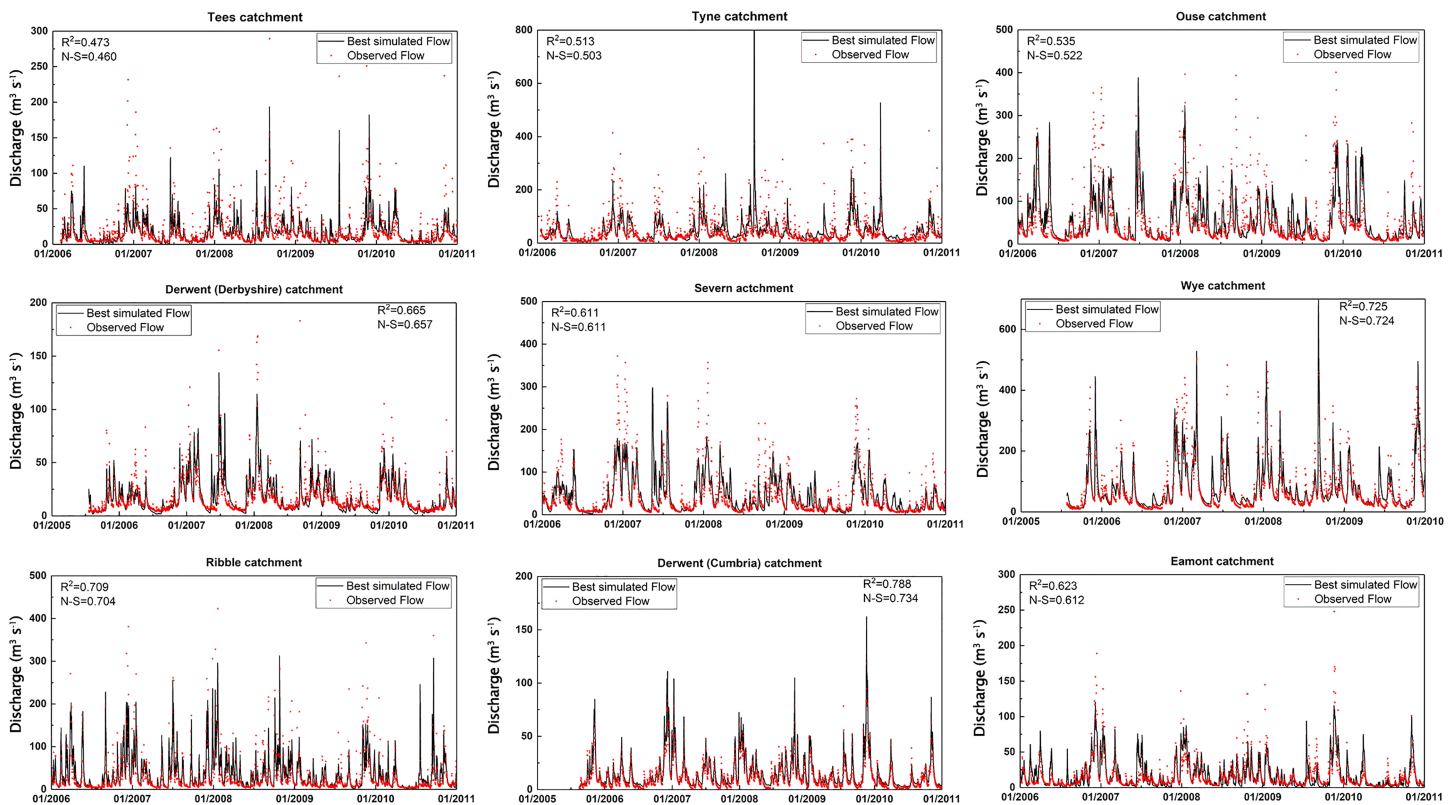 Tees catchment
R²=0.473
N-S=0.460
Best simulated Flow
Observed Flow
Discharge (m³ s⁻¹)
300
250
200
150
100
50
0
01/2006 01/2007 01/2008 01/2009 01/2010 01/2011
Tyne catchment
R²=0.513
N-S=0.503
Best simulated Flow
Observed Flow
800
600
400
200
0
01/2006 01/2007 01/2008 01/2009 01/2010 01/2011
Ouse catchment
R²=0.535
N-S=0.522
Best simulated Flow
Observed Flow
Discharge (m³ s⁻¹)
500
400
300
200
100
0
01/2006 01/2007 01/2008 01/2009 01/2010 01/2011
Derwent (Derbyshire) catchment
Best simulated Flow
Observed Flow
R²=0.665
N-S=0.657
Discharge (m³ s⁻¹)
200
150
100
50
0
01/2005 01/2006 01/2007 01/2008 01/2009 01/2010 01/2011
Severn actchment
R²=0.611
N-S=0.611
Best simulated Flow
Observed Flow
500
400
300
200
100
0
01/2006 01/2007 01/2008 01/2009 01/2010 01/2011
Wye catchment
Best simulated Flow
Observed Flow
R²=0.725
N-S=0.724
Discharge (m³ s⁻¹)
600
400
200
0
01/2005 01/2006 01/2007 01/2008 01/2009 01/2010
Ribble catchment
R²=0.709
N-S=0.704
Best simulated Flow
Observed Flow
Discharge (m³ s⁻¹)
500
400
300
200
100
0
01/2006 01/2007 01/2008 01/2009 01/2010 01/2011
Derwent (Cumbria) catchment
Best simulated Flow
Observed Flow
R²=0.788
N-S=0.734
200
150
100
50
0
01/2005 01/2006 01/2007 01/2008 01/2009 01/2010 01/2011
Eamont catchment
R²=0.623
N-S=0.612
Best simulated Flow
Observed Flow
Discharge (m³ s⁻¹)
300
250
200
150
100
50
0
01/2006 01/2007 01/2008 01/2009 01/2010 01/2011